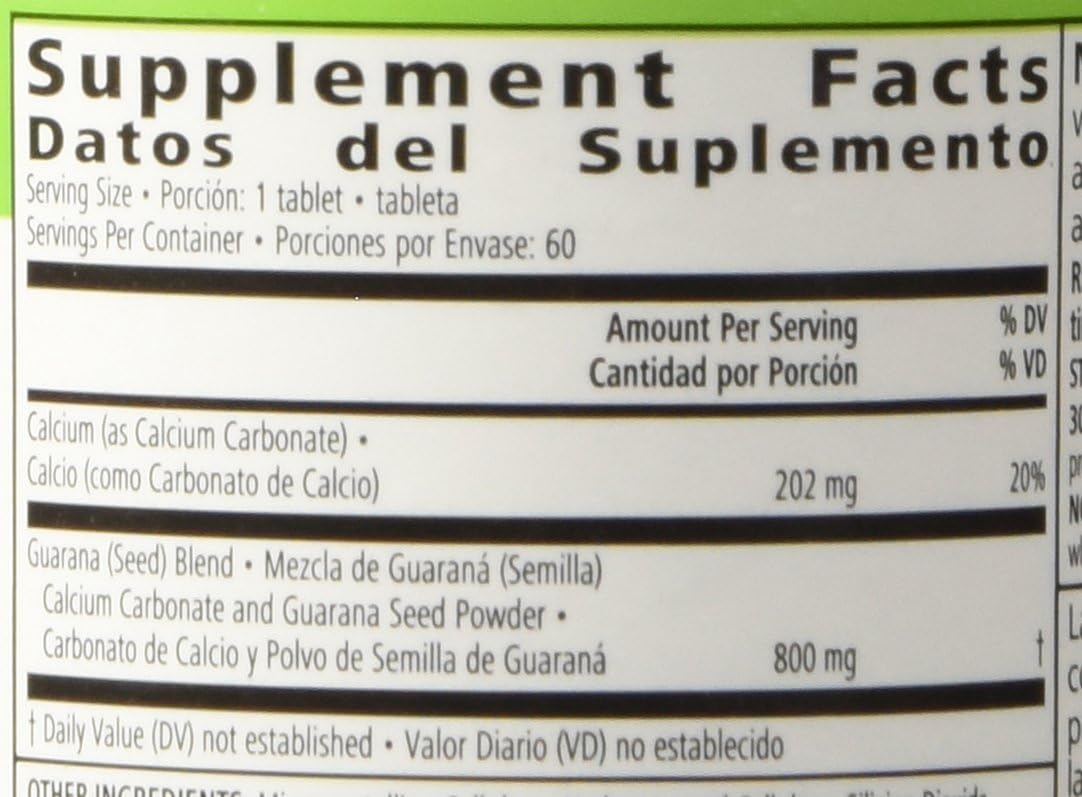 Supplement Facts
Datos del Suplemento
Serving Size • Porción: 1 tablet • tableta
Servings Per Container • Porciones por Envase: 60
Amount Per Serving % DV
Cantidad por Porción % VD
Calcium (as Calcium Carbonate) •
Calcio (como Carbonato de Calcio) 202 mg 20%
Guarana (Seed) Blend • Mezcla de Guaraná (Semilla)
Calcium Carbonate and Guarana Seed Powder •
Carbonato de Calcio y Polvo de Semilla de Guaraná 800 mg †
† Daily Value (DV) not established • Valor Diario (VD) no establecido
OTHER INGREDIENTS: